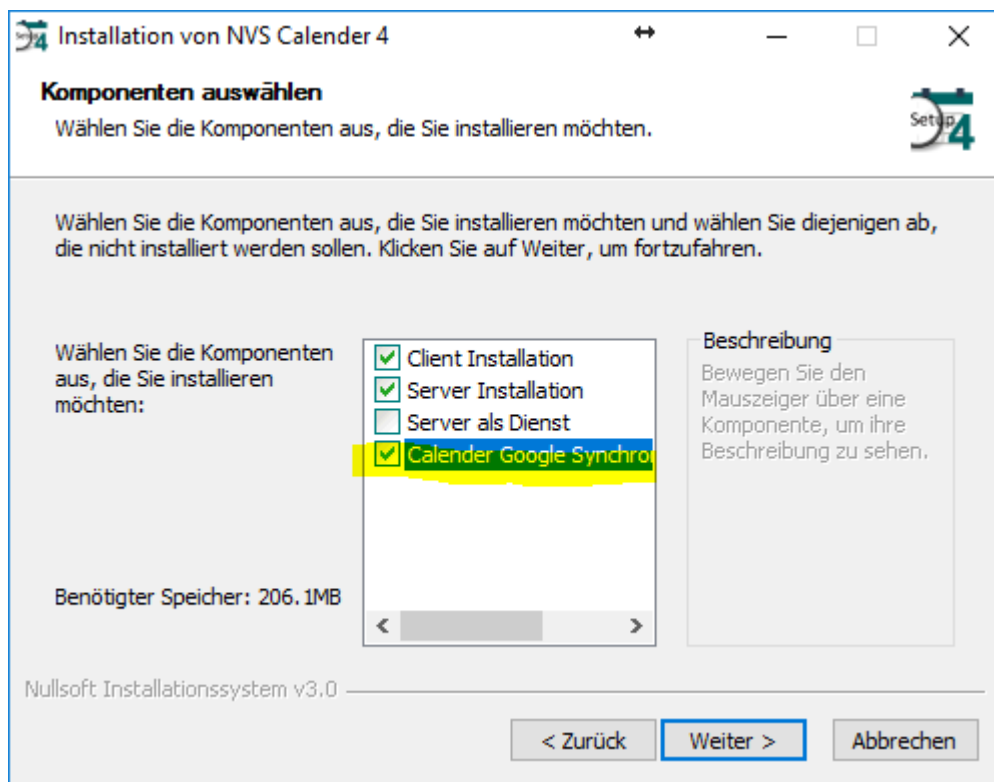 Installation von NVS Calender 4
Komponenten auswählen
Wählen Sie die Komponenten aus, die Sie installieren möchten.
Setup
4
Wählen Sie die Komponenten aus, die Sie installieren möchten und wählen Sie diejenigen ab,
die nicht installiert werden sollen. Klicken Sie auf Weiter, um fortzufahren.
Wählen Sie die Komponenten
aus, die Sie installieren
möchten:
Client Installation
Server Installation
Server als Dienst
Calender Google Synchro
Beschreibung
Bewegen Sie den
Mauszeiger über eine
Komponente, um ihre
Beschreibung zu sehen.
Benötigter Speicher: 206.1MB
Nullsoft Installationssystem v3.0
< Zurück
Weiter >
Abbrechen